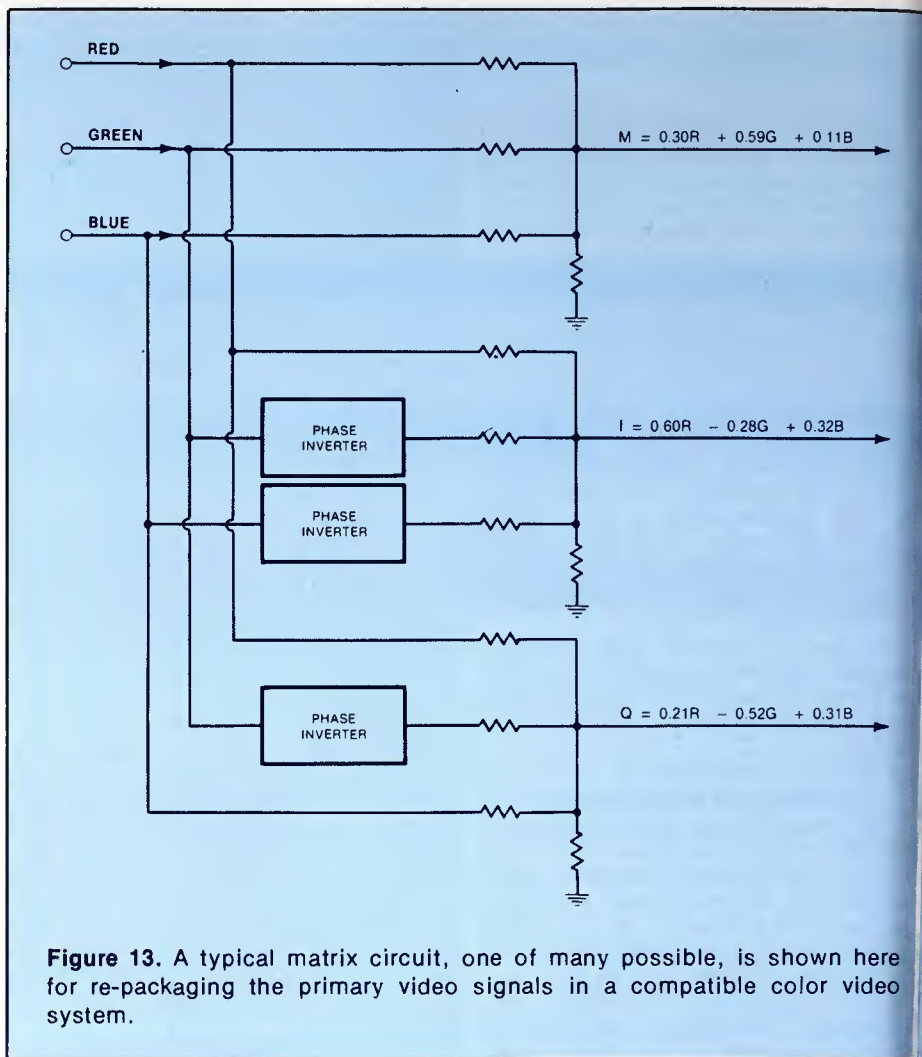 RED
GREEN
M = 0.30R + 0.59G + 0 11B
BLUE
PHASE
INVERTER
I = 0 60R - 0.28G + 0.32B
PHASE
INVERTER
PHASE
INVERTER
Q = 0.21R - 0.52G + 0.31B
Figure 13. A typical matrix circuit, one of many possible, is shown here
for re-packaging the primary video signals in a compatible color video
system.